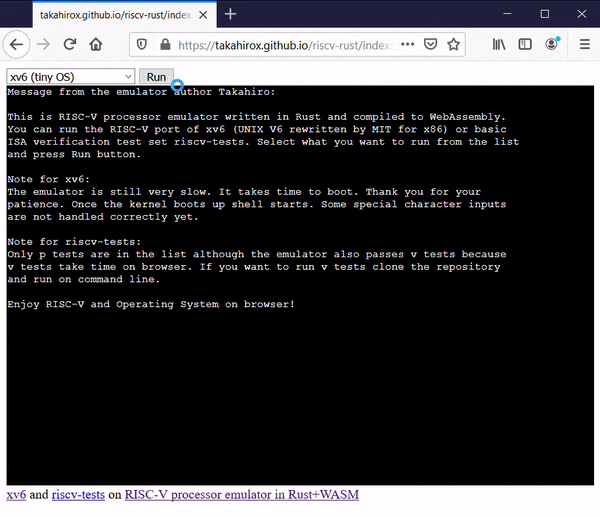 takahirox.github.io/riscv-rust/index
https://takahirox.github.io/riscv-rust/index
xv6 (tiny OS) Run
Message from the emulator author Takahiro:
This is RISC-V processor emulator written in Rust and compiled to WebAssembly.
You can run the RISC-V port of xv6 (UNIX V6 rewritten by MIT for x86) or basic
ISA verification test set riscv-tests. Select what you want to run from the list
and press Run button.
Note for xv6:
The emulator is still very slow. It takes time to boot. Thank you for your
patience. Once the kernel boots up shell starts. Some special character inputs
are not handled correctly yet.
Note for riscv-tests:
Only p tests are in the list although the emulator also passes v tests because
v tests take time on browser. If you want to run v tests clone the repository
and run on command line.
Enjoy RISC-V and Operating System on browser!
xv6 and riscv-tests on RISC-V processor emulator in Rust+WASM